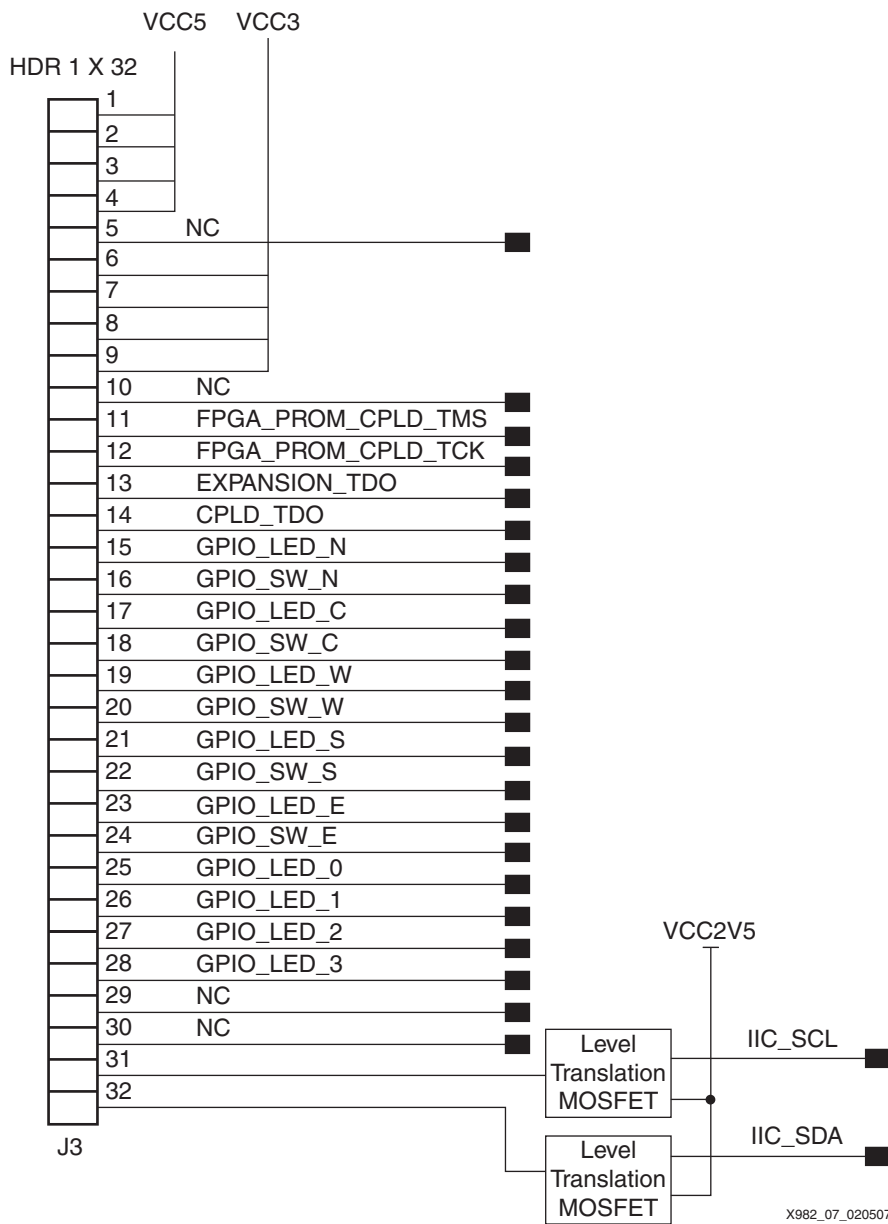 VCC5 VCC3
HDR 1 X 32
1
2
3
4
5 NC
6
7
8
9
10 NC
11 FPGA_PROM_CPLD_TMS
12 FPGA_PROM_CPLD_TCK
13 EXPANSION_TDO
14 CPLD_TDO
15 GPIO_LED_N
16 GPIO_SW_N
17 GPIO_LED_C
18 GPIO_SW_C
19 GPIO_LED_W
20 GPIO_SW_W
21 GPIO_LED_S
22 GPIO_SW_S
23 GPIO_LED_E
24 GPIO_SW_E
25 GPIO_LED_0
26 GPIO_LED_1
27 GPIO_LED_2
28 GPIO_LED_3
29 NC
30 NC
31
32
J3
VCC2V5
Level
Translation
MOSFET
IIC_SCL
Level
Translation
MOSFET
IIC_SDA
X982_07_020507